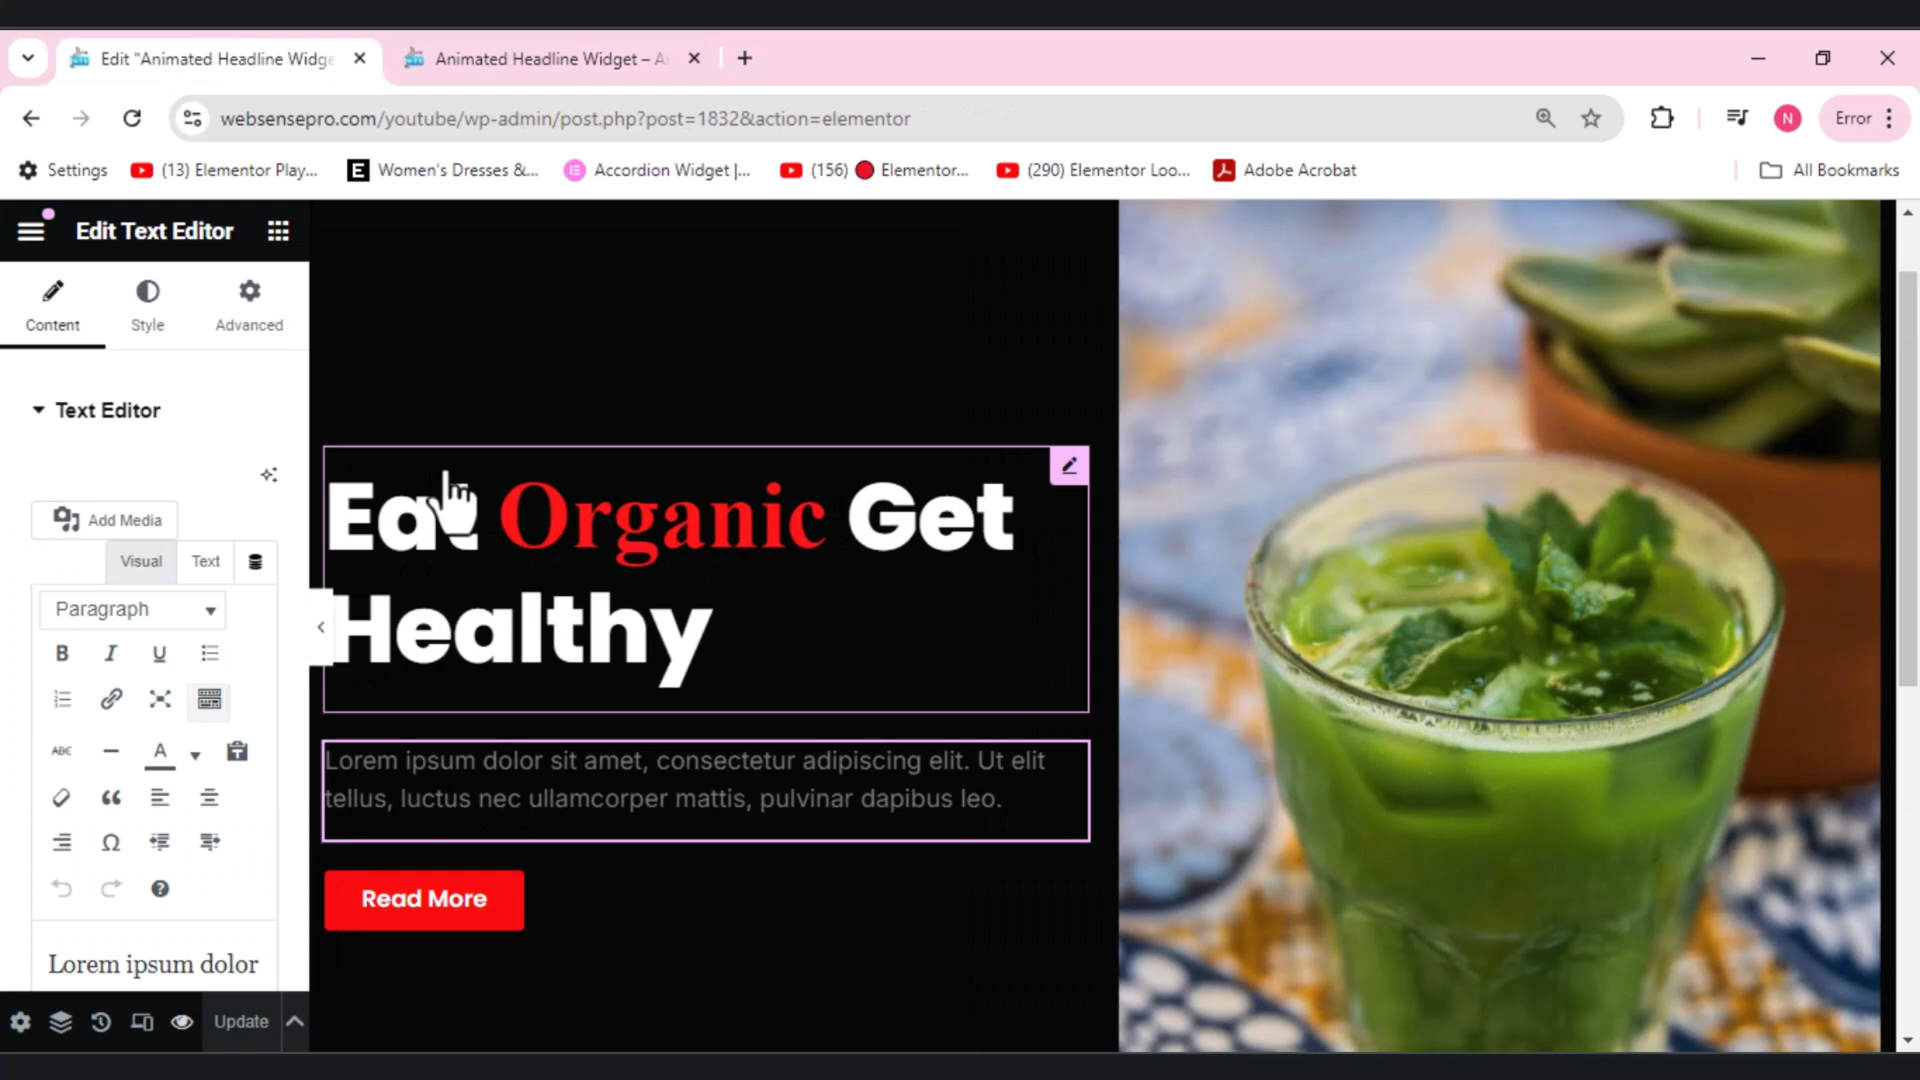 Edit "Animated Headline Widge
Animated Headline Widget – A
websensepro.com/youtube/wp-admin/post.php?post=1832&action=elementor
N
Error
Settings
(13) Elementor Play...
E
Women's Dresses &...
Accordion Widget |...
(156) Elementor...
(290) Elementor Loo...
Adobe Acrobat
All Bookmarks
Edit Text Editor
Content
Style
Advanced
Text Editor
Add Media
Visual
Text
Paragraph
B
I
U
ABC
A
Ω
Lorem ipsum dolor
Update
Eat Organic Get
Healthy
Lorem ipsum dolor sit amet, consectetur adipiscing elit. Ut elit
tellus, luctus nec ullamcorper mattis, pulvinar dapibus leo.
Read More